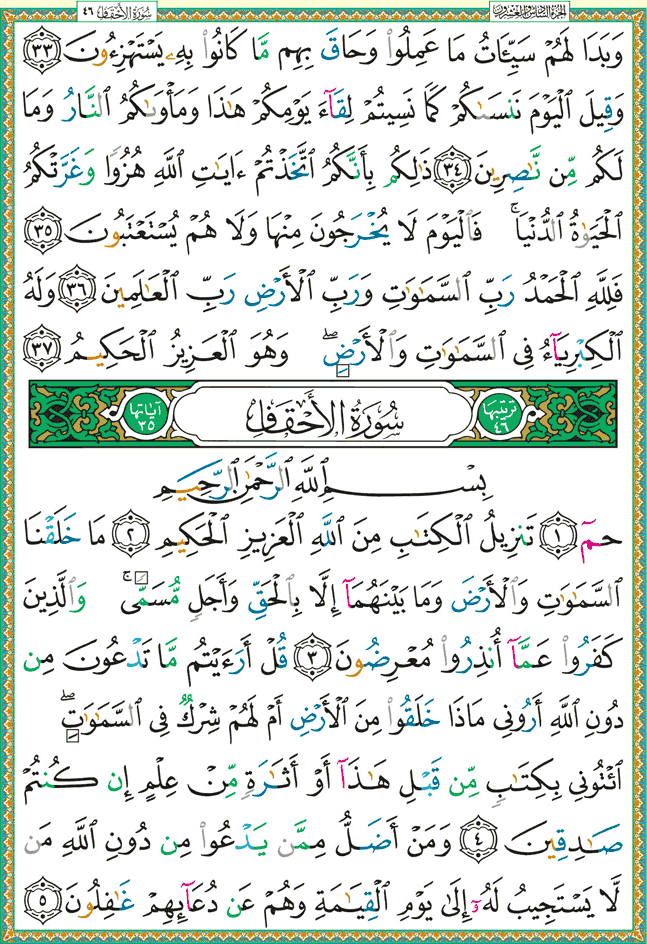 الجزء السادس والعشرون
سُورَةُ الأَحْقَافِ ٤٦
وَبَدَا لَهُمْ سَيِّـَٔاتُ مَا عَمِلُوا۟ وَحَاقَ بِهِم مَّا كَانُوا۟ بِهِۦ يَسْتَهْزِءُونَ ٣٣
وَقِيلَ ٱلْيَوْمَ نَنسَىٰكُمْ كَمَا نَسِيتُمْ لِقَآءَ يَوْمِكُمْ هَـٰذَا وَمَأْوَىٰكُمُ ٱلنَّارُ وَمَا
لَكُم مِّن نَّـٰصِرِينَ ٣٤ ذَٰلِكُم بِأَنَّكُمُ ٱتَّخَذْتُمْ ءَايَـٰتِ ٱللَّهِ هُزُوًا وَغَرَّتْكُمُ
ٱلْحَيَوٰةُ ٱلدُّنْيَا ۚ فَٱلْيَوْمَ لَا يُخْرَجُونَ مِنْهَا وَلَا هُمْ يُسْتَعْتَبُونَ ٣٥
فَلِلَّهِ ٱلْحَمْدُ رَبِّ ٱلسَّمَـٰوَٰتِ وَرَبِّ ٱلْأَرْضِ رَبِّ ٱلْعَـٰلَمِينَ ٣٦ وَلَهُ
ٱلْكِبْرِيَآءُ فِى ٱلسَّمَـٰوَٰتِ وَٱلْأَرْضِ ۖ وَهُوَ ٱلْعَزِيزُ ٱلْحَكِيمُ ٣٧
ترتيبها ٤٦ سُورَةُ الأَحْقَافِ آياتها ٣٥
بِسْمِ ٱللَّهِ ٱلرَّحْمَـٰنِ ٱلرَّحِيمِ
حمٓ ١ تَنزِيلُ ٱلْكِتَـٰبِ مِنَ ٱللَّهِ ٱلْعَزِيزِ ٱلْحَكِيمِ ٢ مَا خَلَقْنَا
ٱلسَّمَـٰوَٰتِ وَٱلْأَرْضَ وَمَا بَيْنَهُمَآ إِلَّا بِٱلْحَقِّ وَأَجَلٍ مُّسَمًّى ۚ وَٱلَّذِينَ
كَفَرُوا۟ عَمَّآ أُنذِرُوا۟ مُعْرِضُونَ ٣ قُلْ أَرَءَيْتُم مَّا تَدْعُونَ مِن
دُونِ ٱللَّهِ أَرُونِى مَاذَا خَلَقُوا۟ مِنَ ٱلْأَرْضِ أَمْ لَهُمْ شِرْكٌ فِى ٱلسَّمَـٰوَٰتِ ۖ
ٱئْتُونِى بِكِتَـٰبٍ مِّن قَبْلِ هَـٰذَآ أَوْ أَثَـٰرَةٍ مِّنْ عِلْمٍ إِن كُنتُمْ
صَـٰدِقِينَ ٤ وَمَنْ أَضَلُّ مِمَّن يَدْعُوا۟ مِن دُونِ ٱللَّهِ مَن
لَّا يَسْتَجِيبُ لَهُۥٓ إِلَىٰ يَوْمِ ٱلْقِيَـٰمَةِ وَهُمْ عَن دُعَآئِهِمْ غَـٰفِلُونَ ٥